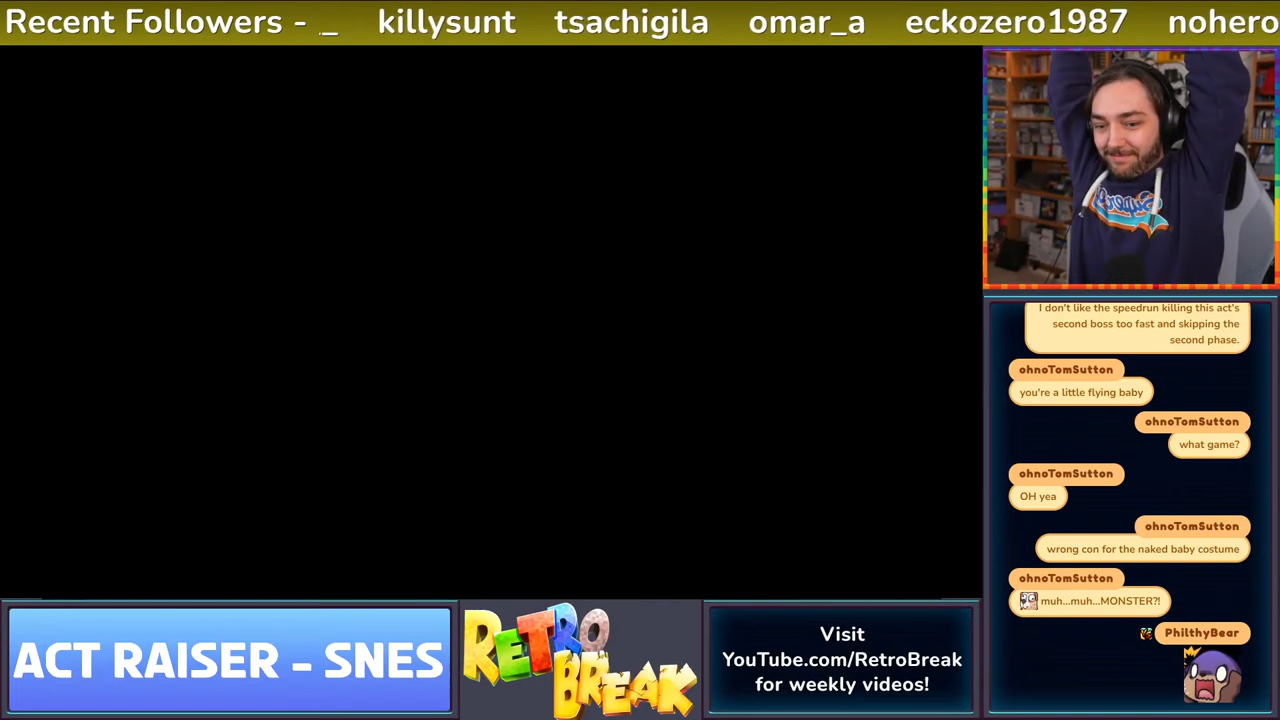 Recent Followers - ._ killysunt tsachigila omar_a eckozero1987 nohero
I don't like the speedrun killing this act's
second boss too fast and skipping the
second phase.
ohnoTomSutton
you're a little flying baby
ohnoTomSutton
what game?
ohnoTomSutton
OH yea
ohnoTomSutton
wrong con for the naked baby costume
ohnoTomSutton
muh...muh...MONSTER?!
PhilthyBear
ACT RAISER - SNES
RETRO
BREAK
Visit
YouTube.com/RetroBreak
for weekly videos!